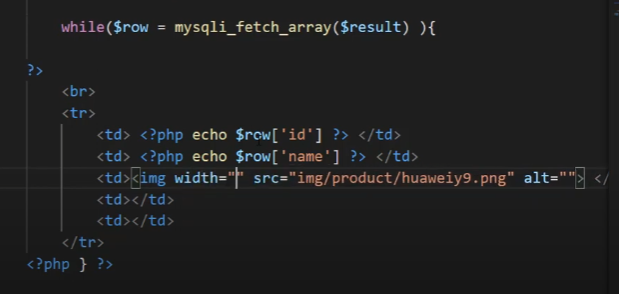 while($row = mysqli_fetch_array($result) ){
?>
<br>
<tr>
<td> <?php echo $row['id'] ?> </td>
<td> <?php echo $row['name'] ?> </td>
<td><img width="" src="img/product/huaweiy9.png" alt=""> </
<td></td>
<td></td>
</tr>
<?php } ?>